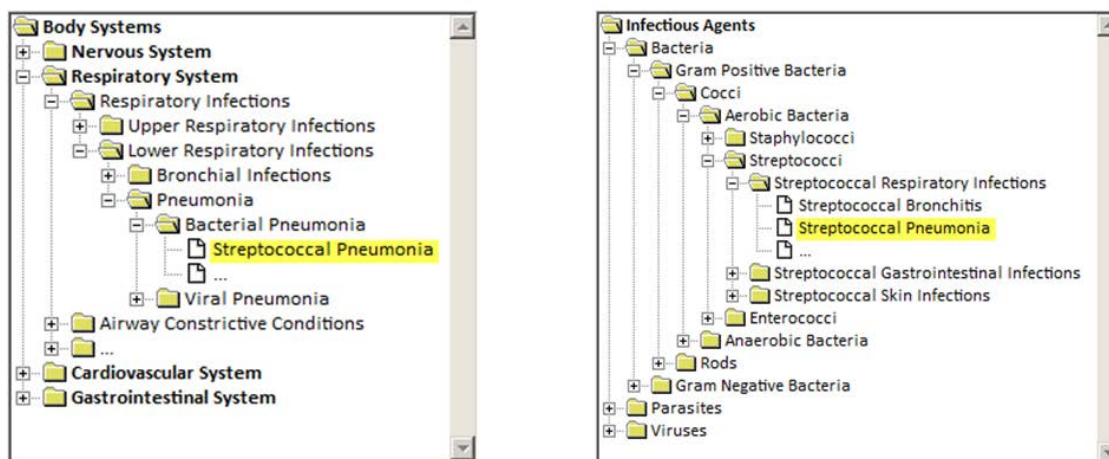 Body Systems
Nervous System
Respiratory System
Respiratory Infections
Upper Respiratory Infections
Lower Respiratory Infections
Bronchial Infections
Pneumonia
Bacterial Pneumonia
Streptococcal Pneumonia
...
Viral Pneumonia
Airway Constrictive Conditions
...
Cardiovascular System
Gastrointestinal System
Infectious Agents
Bacteria
Gram Positive Bacteria
Cocci
Aerobic Bacteria
Staphylococci
Streptococci
Streptococcal Respiratory Infections
Streptococcal Bronchitis
Streptococcal Pneumonia
...
Streptococcal Gastrointestinal Infections
Streptococcal Skin Infections
Enterococci
Anaerobic Bacteria
Rods
Gram Negative Bacteria
Parasites
Viruses